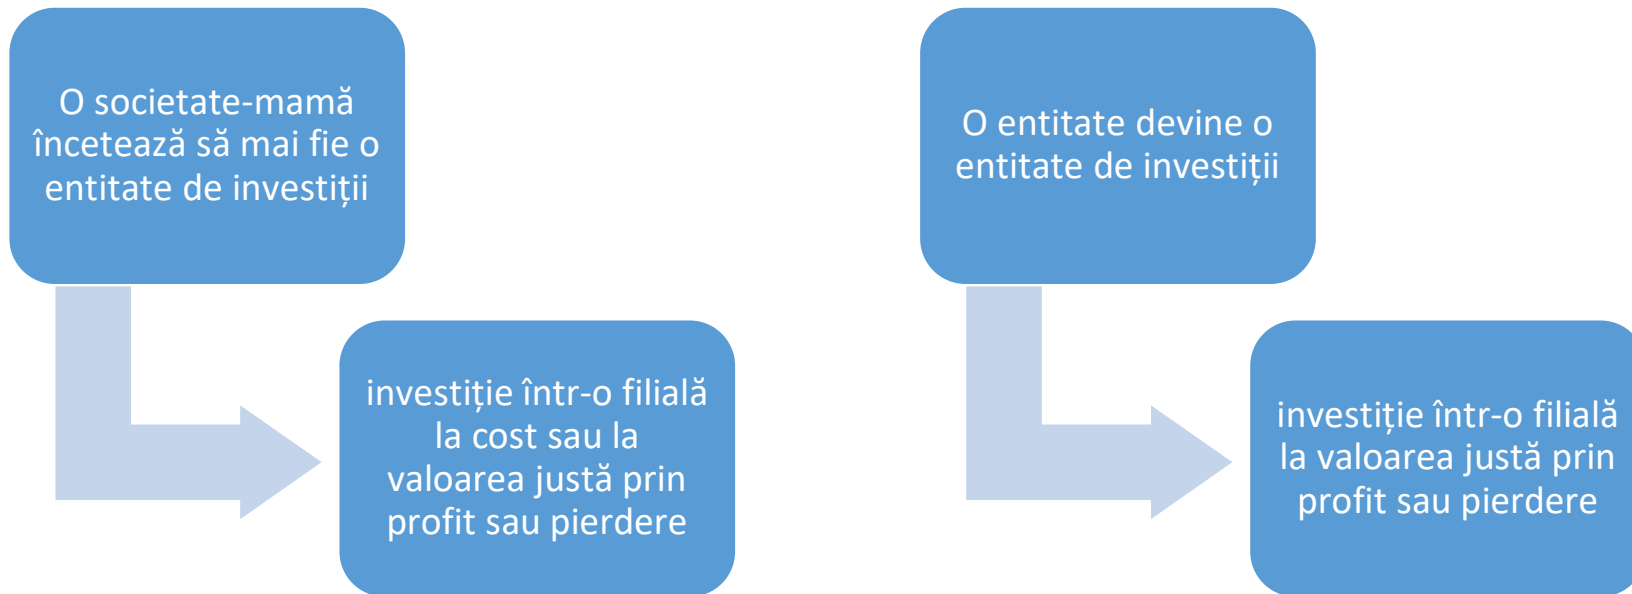 O societate-mamă
încetează să mai fie o
entitate de investiții
investiție într-o filială
la cost sau la
valoarea justă prin
profit sau pierdere
O entitate devine o
entitate de investiții
investiție într-o filială
la valoarea justă prin
profit sau pierdere